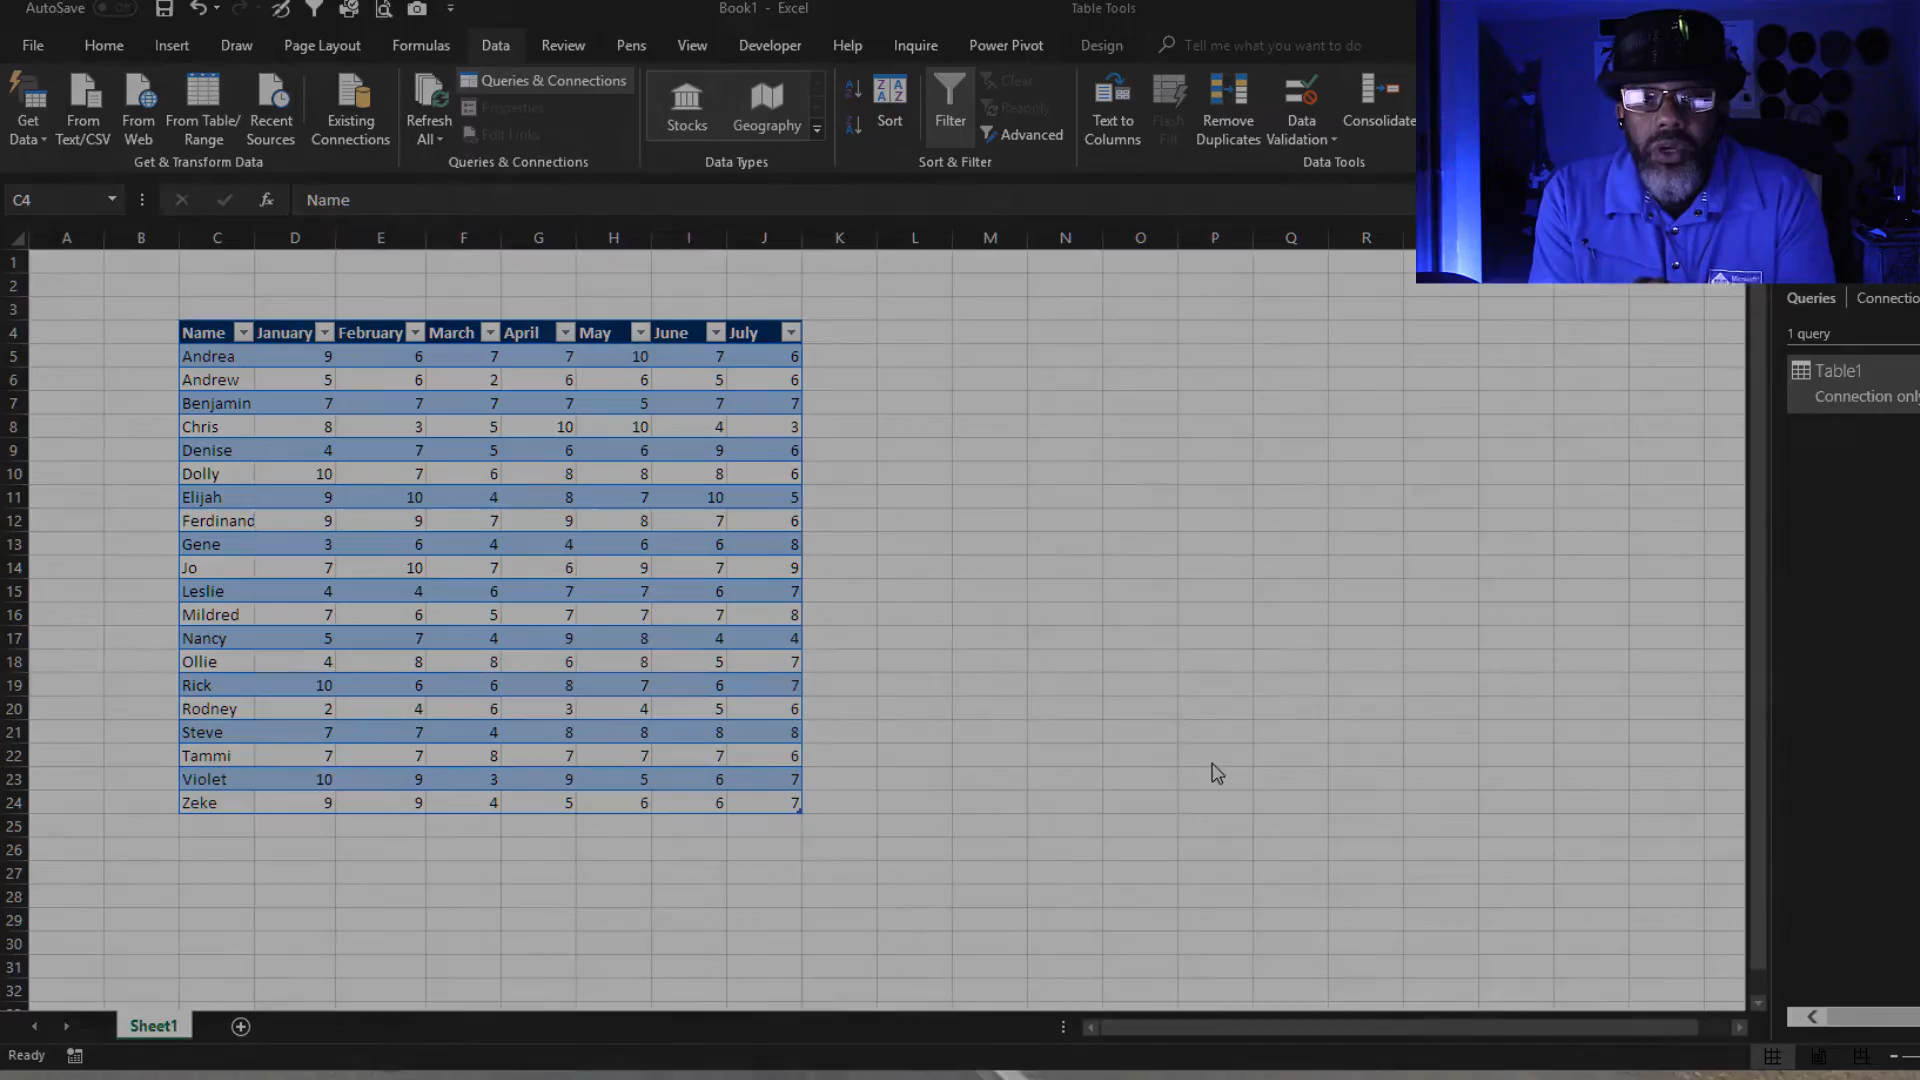 AutoSave Off Book1 - Excel Table Tools
File Home Insert Draw Page Layout Formulas Data Review Pens View Developer Help Inquire Power Pivot Design Tell me what you want to do
Get Data From Text/CSV From Web From Table/ Range Recent Sources Existing Connections Refresh All Queries & Connections Properties Edit Links Stocks Geography Sort Filter Clear Reapply Advanced Text to Columns Flash Fill Remove Duplicates Data Validation Consolidate
Get & Transform Data Queries & Connections Data Types Sort & Filter Data Tools
C4 fx Name
A B C D E F G H I J K L M N O P Q R
1
2
3
4 Name January February March April May June July
5 Andrea 9 6 7 7 10 7 6
6 Andrew 5 6 2 6 6 5 6
7 Benjamin 7 7 7 7 5 7 7
8 Chris 8 3 5 10 10 4 3
9 Denise 4 7 5 6 6 9 6
10 Dolly 10 7 6 8 8 8 6
11 Elijah 9 10 4 8 7 10 5
12 Ferdinand 9 9 7 9 8 7 6
13 Gene 3 6 4 4 6 6 8
14 Jo 7 10 7 6 9 7 9
15 Leslie 4 4 6 7 7 6 7
16 Mildred 7 6 5 7 7 7 8
17 Nancy 5 7 4 9 8 4 4
18 Ollie 4 8 8 6 8 5 7
19 Rick 10 6 6 8 7 6 7
20 Rodney 2 4 6 3 4 5 6
21 Steve 7 7 4 8 8 8 8
22 Tammi 7 7 8 7 7 7 6
23 Violet 10 9 3 9 5 6 7
24 Zeke 9 9 4 5 6 6 7
25
26
27
28
29
30
31
32
Queries Connectio
1 query
Table1
Connection only
Sheet1
Ready
Microsoft